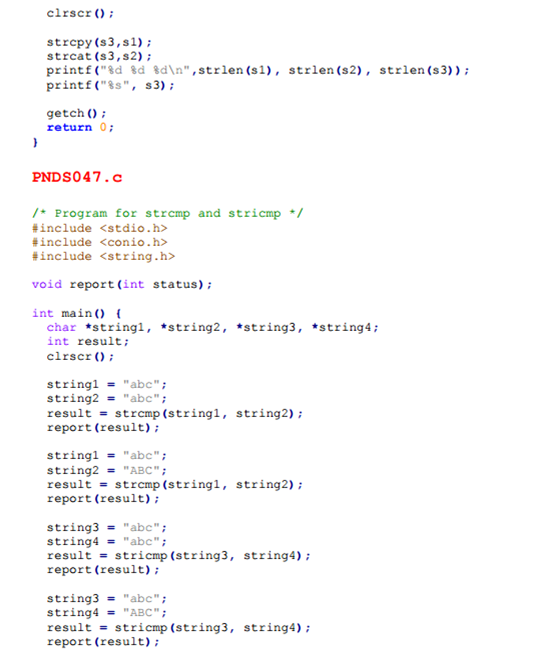 clrscr();
strcpy(s3,s1);
strcat(s3,s2);
printf("%d %d %d\n",strlen(s1), strlen(s2), strlen(s3));
printf("%s", s3);
getch();
return 0;
}
PNDS047.c
/* Program for strcmp and stricmp */
#include <stdio.h>
#include <conio.h>
#include <string.h>
void report(int status);
int main() {
char *string1, *string2, *string3, *string4;
int result;
clrscr();
string1 = "abc";
string2 = "abc";
result = strcmp(string1, string2);
report(result);
string1 = "abc";
string2 = "ABC";
result = strcmp(string1, string2);
report(result);
string3 = "abc";
string4 = "abc";
result = stricmp(string3, string4);
report(result);
string3 = "abc";
string4 = "ABC";
result = stricmp(string3, string4);
report(result);